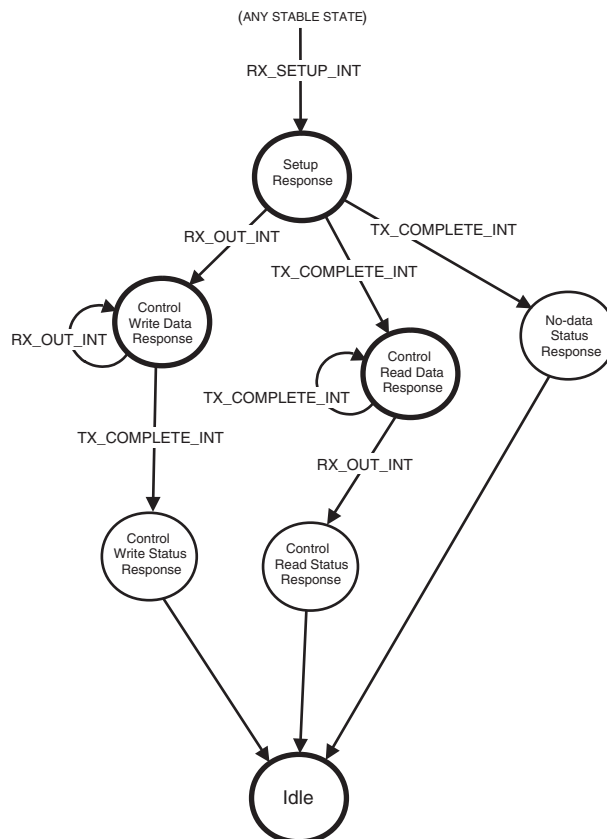 (ANY STABLE STATE)
RX_SETUP_INT
Setup
Response
RX_OUT_INT
TX_COMPLETE_INT
TX_COMPLETE_INT
Control
Write Data
Response
RX_OUT_INT
No-data
Status
Response
Control
Read Data
Response
TX_COMPLETE_INT
TX_COMPLETE_INT
RX_OUT_INT
Control
Write Status
Response
Control
Read Status
Response
Idle